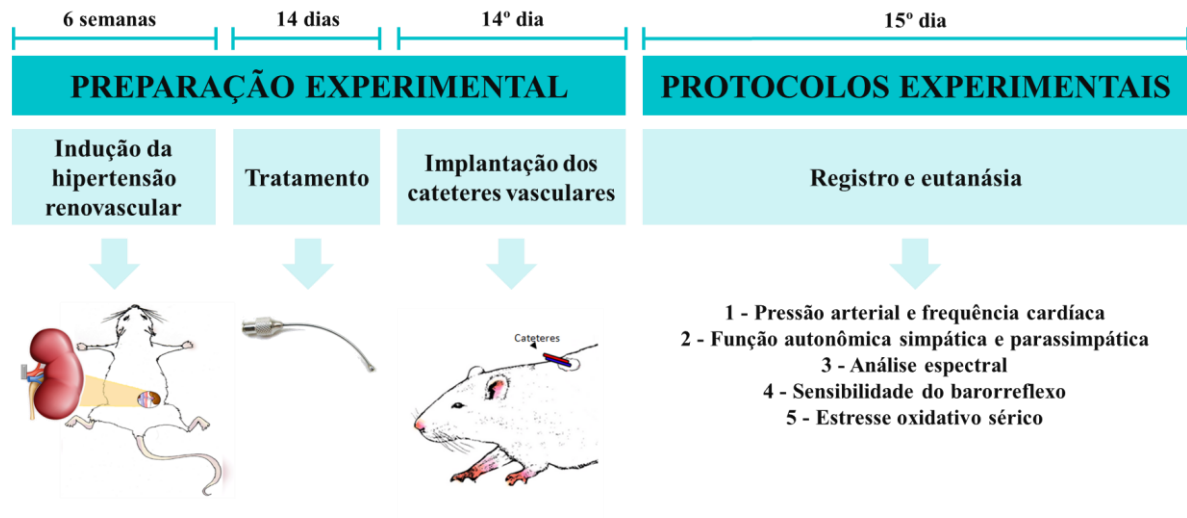 6 semanas
14 dias
14º dia
15º dia
PREPARAÇÃO EXPERIMENTAL
PROTOCOLOS EXPERIMENTAIS
Indução da
hipertensão
renovascular
Tratamento
Implantação dos
cateteres vasculares
Registro e eutanásia
Cateteres
1 - Pressão arterial e frequência cardíaca
2 - Função autonômica simpática e parassimpática
3 - Análise espectral
4 - Sensibilidade do barorreflexo
5 - Estresse oxidativo sérico